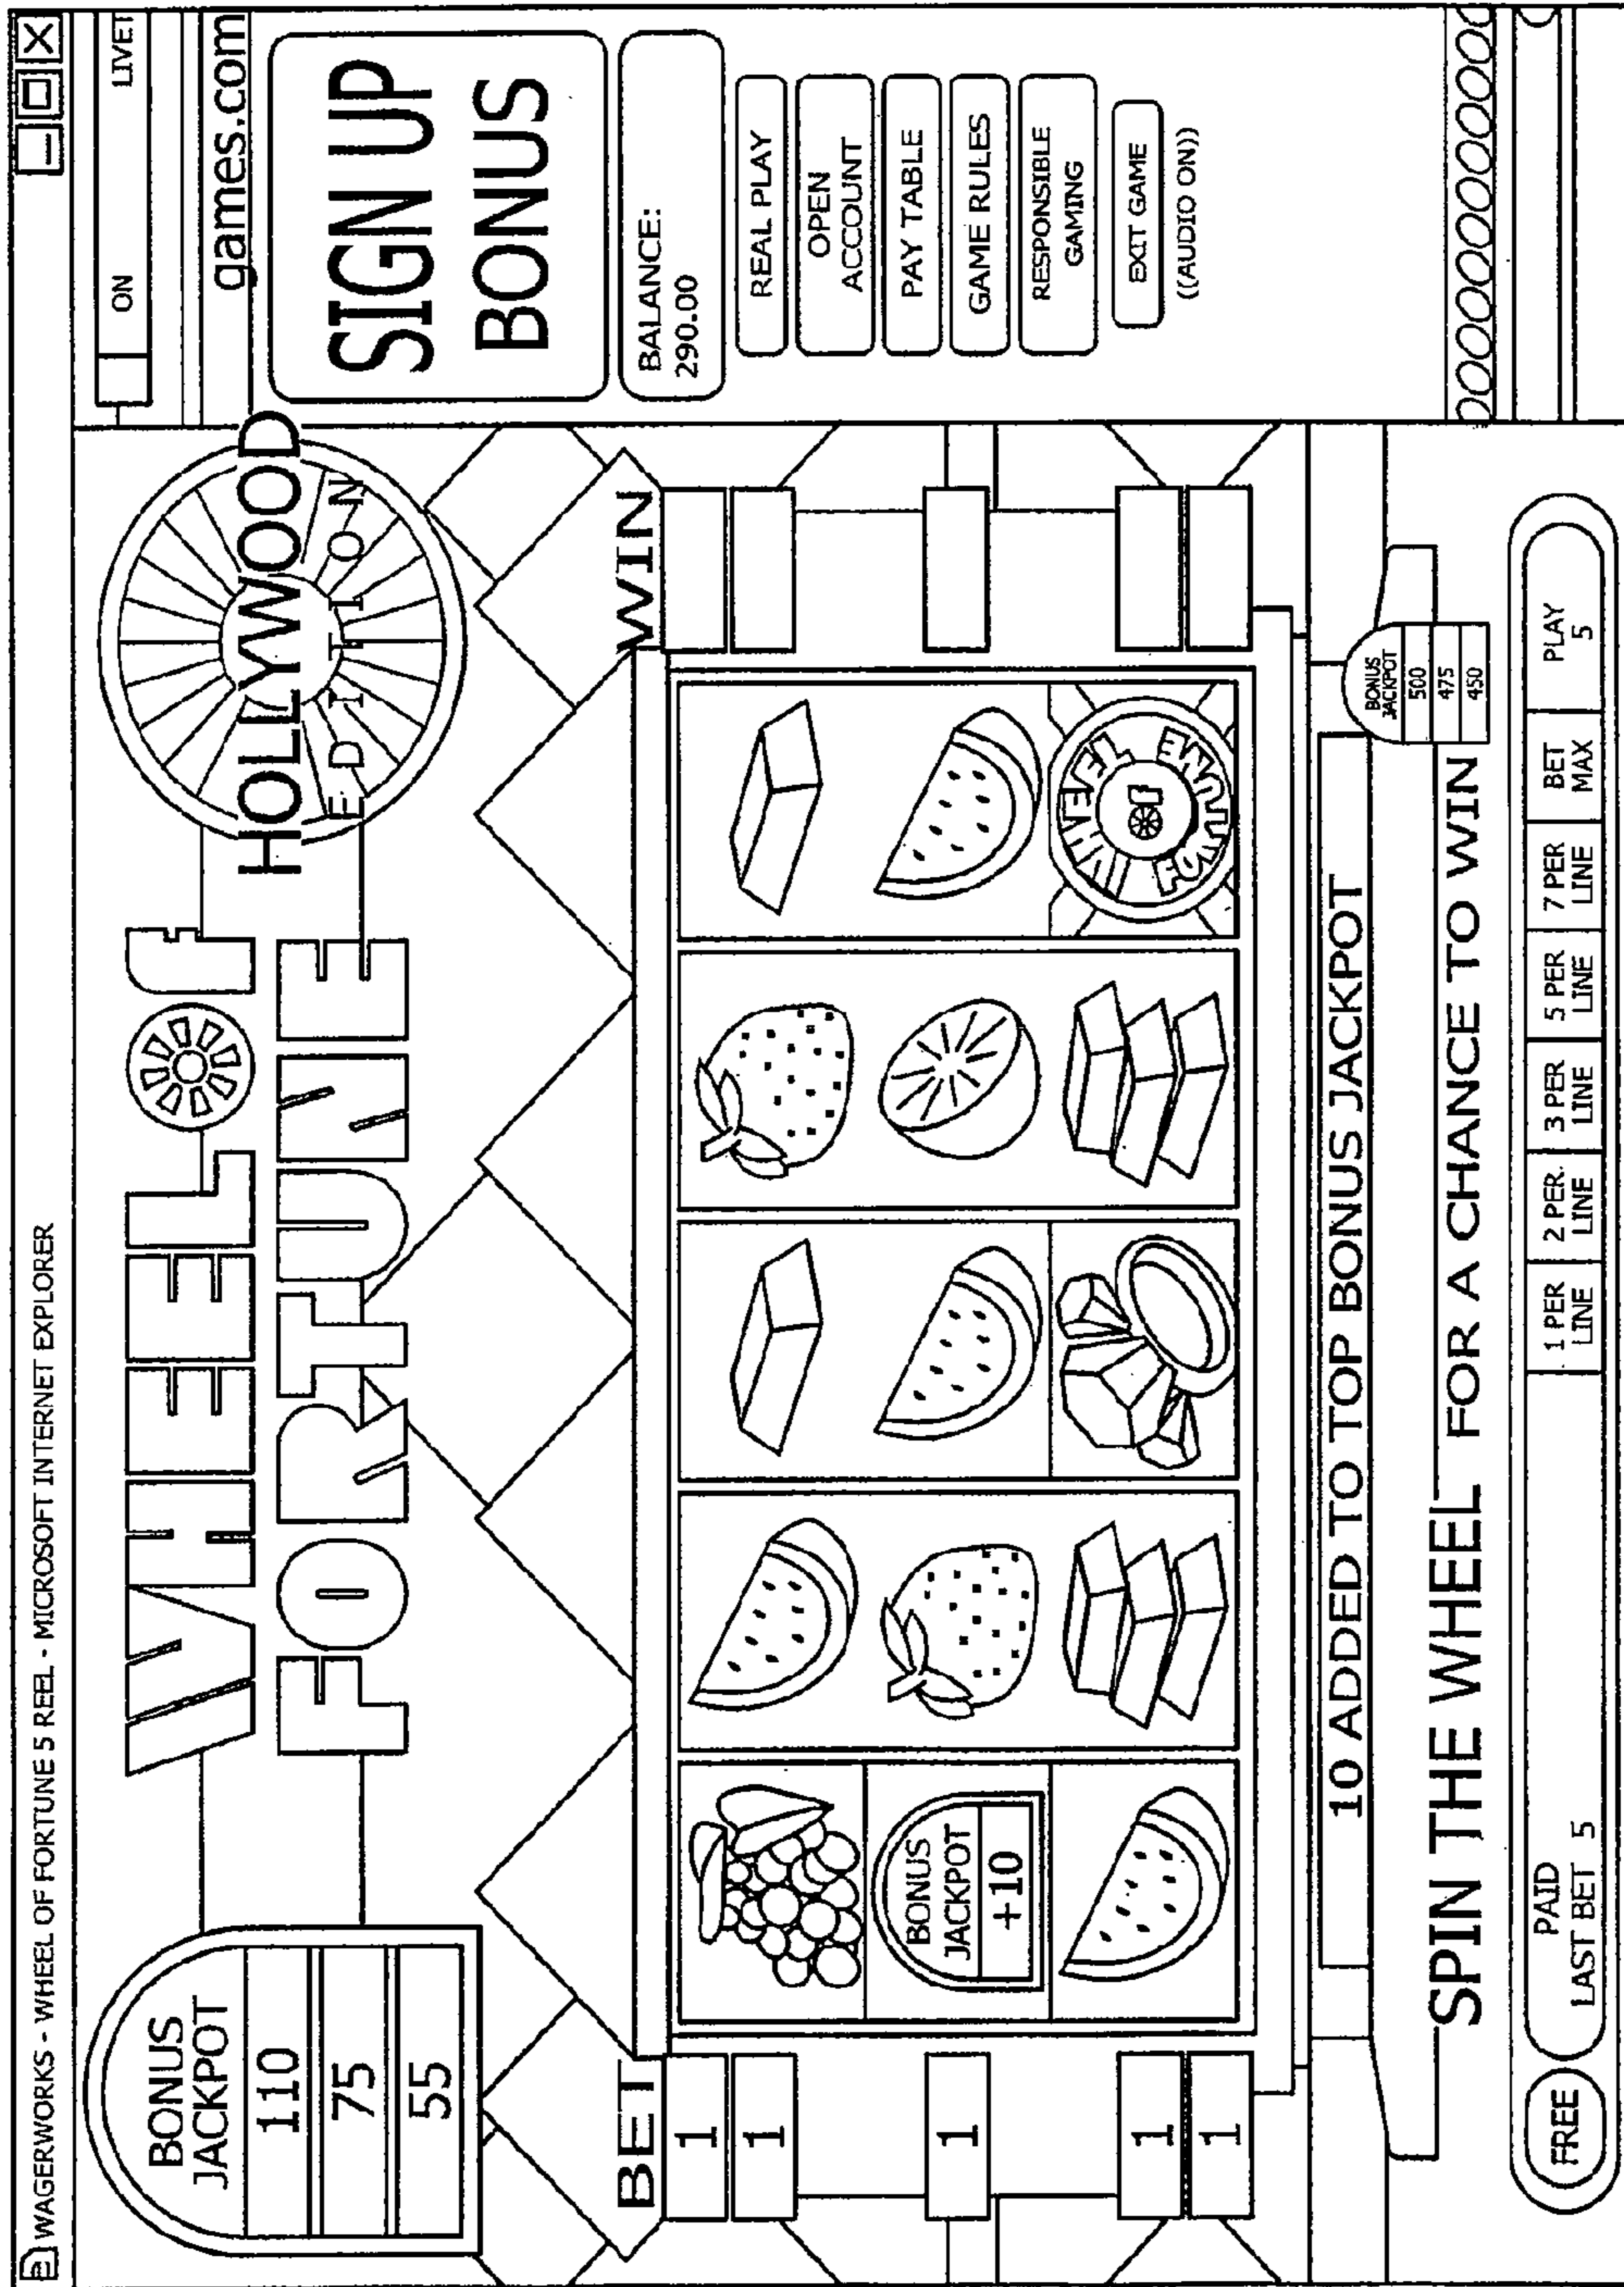 WAGERWORKS - WHEEL OF FORTUNE 5 REEL - MICROSOFT INTERNET EXPLORER
ON LIVET
games.com
BONUS
JACKPOT
110
75
55
WHEEL OF
FORTUNE
HOLLYWOOD
EDITION
SIGN UP
BONUS
BALANCE:
290.00
REAL PLAY
OPEN
ACCOUNT
PAY TABLE
GAME RULES
RESPONSIBLE
GAMING
EXIT GAME
((AUDIO ON))
BET
1
1
1
1
1
WIN
BONUS
JACKPOT
+10
WHEEL
OF
FORTUNE
10 ADDED TO TOP BONUS JACKPOT
BONUS
JACKPOT
500
475
450
SPIN THE WHEEL FOR A CHANCE TO WIN
FREE
PAID
LAST BET 5
1 PER
LINE
2 PER.
LINE
3 PER
LINE
5 PER
LINE
7 PER
LINE
BET
MAX
PLAY
5